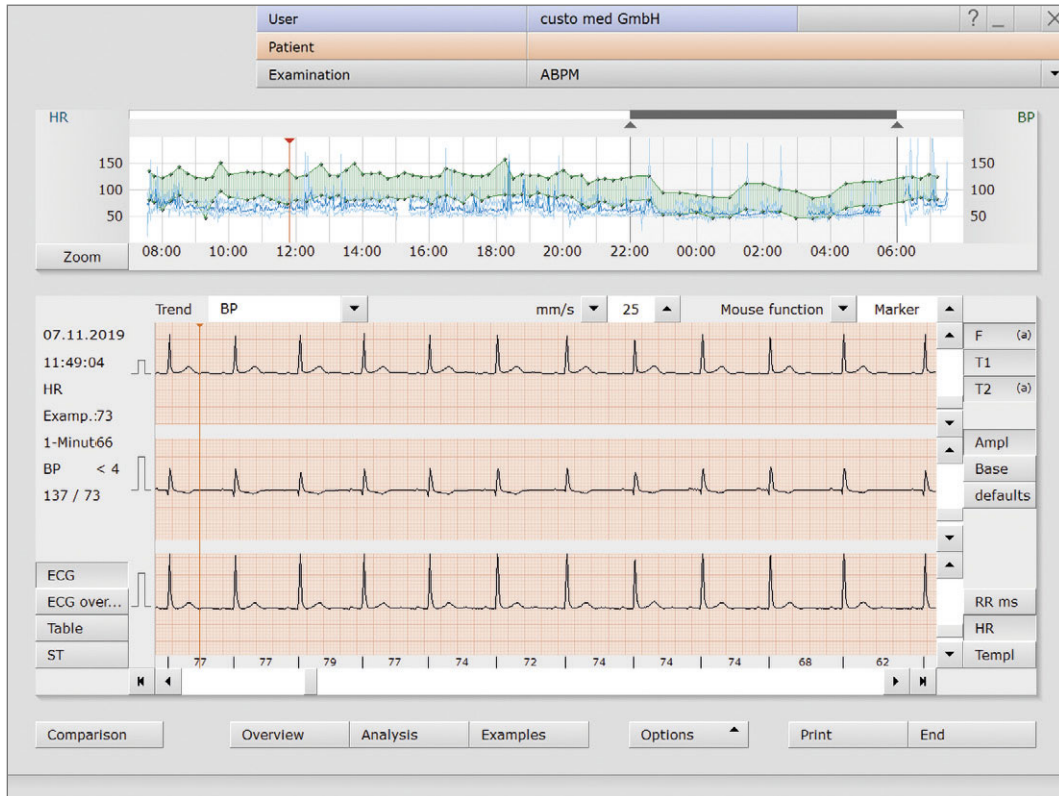 User custo med GmbH ? _ X
Patient
Examination ABPM
HR BP
150 150
100 100
50 50
Zoom 08:00 10:00 12:00 14:00 16:00 18:00 20:00 22:00 00:00 02:00 04:00 06:00
Trend BP mm/s 25 Mouse function Marker
07.11.2019
11:49:04
HR
Examp.:73
1-Minut66
BP < 4
137 / 73
F (a)
T1
T2 (a)
Ampl
Base
defaults
ECG
ECG over...
Table
ST
RR ms
HR
Templ
77 77 79 77 74 72 74 74 74 68 62
Comparison Overview Analysis Examples Options Print End